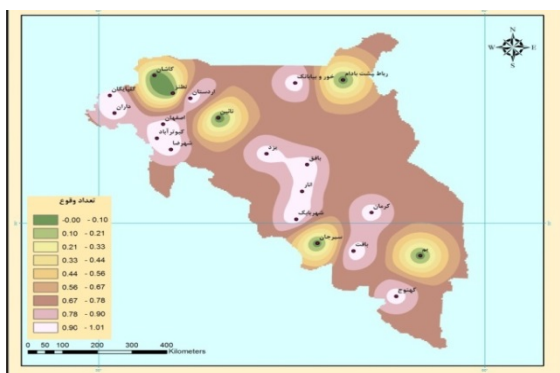 N
W E
S
کاشان
نطنز
گلپایگان
داران
اردستان
اصفهان
کبوترآباد
شهرضا
نائین
خور و بیابانک
رباط پشت بادام
یزد
بافق
انار
شهربابک
کرمان
سیرجان
بافت
بم
کهنوج
تعداد وقوع
-0.00 - 0.10
0.10 - 0.21
0.21 - 0.33
0.33 - 0.44
0.44 - 0.56
0.56 - 0.67
0.67 - 0.78
0.78 - 0.90
0.90 - 1.01
0 50 100 200 300 400
Kilometers